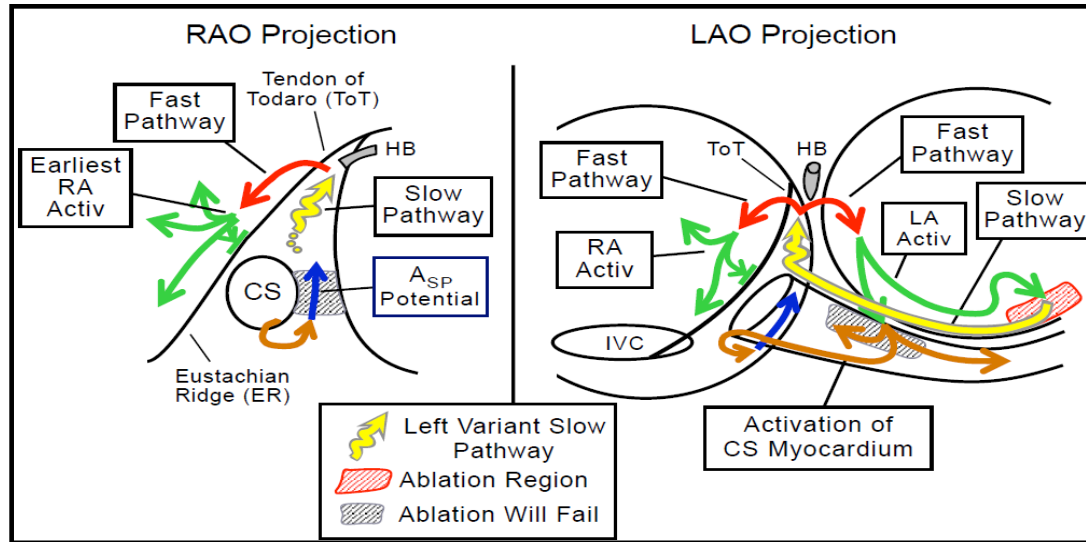 RAO Projection
Tendon of
Todaro (ToT)
Fast
Pathway
HB
Earliest
RA
Activ
Slow
Pathway
CS
ASP
Potential
Eustachian
Ridge (ER)
LAO Projection
ToT
HB
Fast
Pathway
Fast
Pathway
Slow
Pathway
LA
Activ
RA
Activ
IVC
Activation of
CS Myocardium
Left Variant Slow
Pathway
Ablation Region
Ablation Will Fail